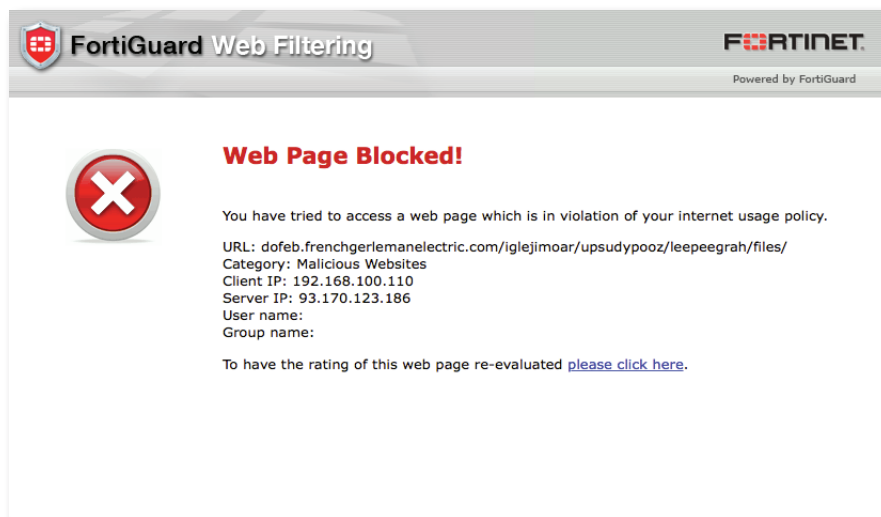 FortiGuard Web Filtering
FORTINET
Powered by FortiGuard
Web Page Blocked!
You have tried to access a web page which is in violation of your internet usage policy.
URL: dofeb.frenchgerlemanelectric.com/iglejimoar/upsudypooz/leepeegrah/files/
Category: Malicious Websites
Client IP: 192.168.100.110
Server IP: 93.170.123.186
User name:
Group name:
To have the rating of this web page re-evaluated please click here.